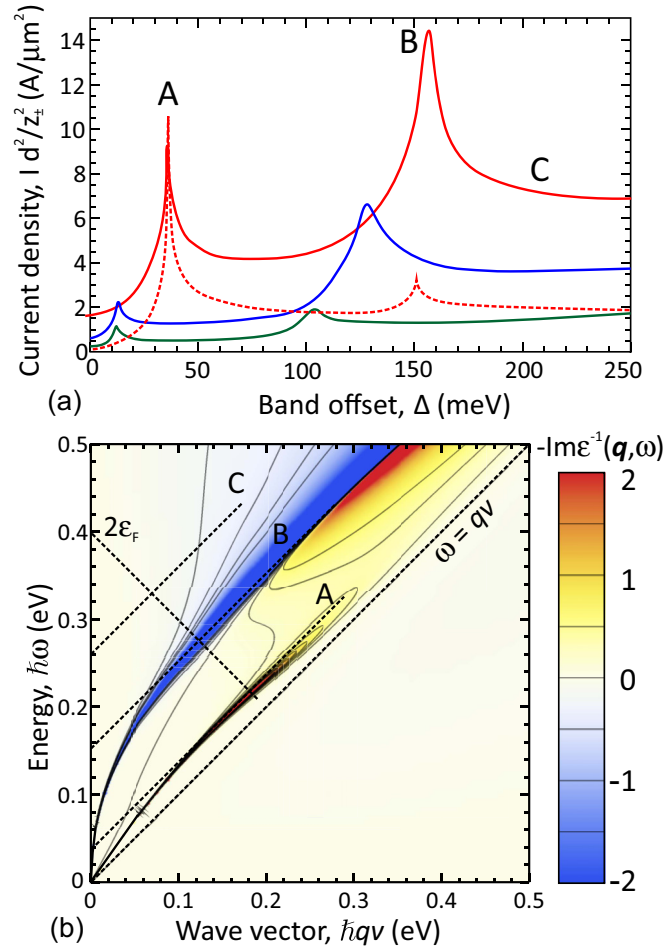 Current density, I d²/z²± (A/μm²)
14
12
10
8
6
4
2
0
A
B
C
0 50 100 150 200 250
Band offset, Δ (meV)
(a)
-Imε⁻¹(q,ω)
Energy, ħω (eV)
0.5
0.4
0.3
0.2
0.1
0
2εF
C
B
A
ω = qv
0 0.1 0.2 0.3 0.4 0.5
Wave vector, ħqv (eV)
(b)
2
1
0
-1
-2